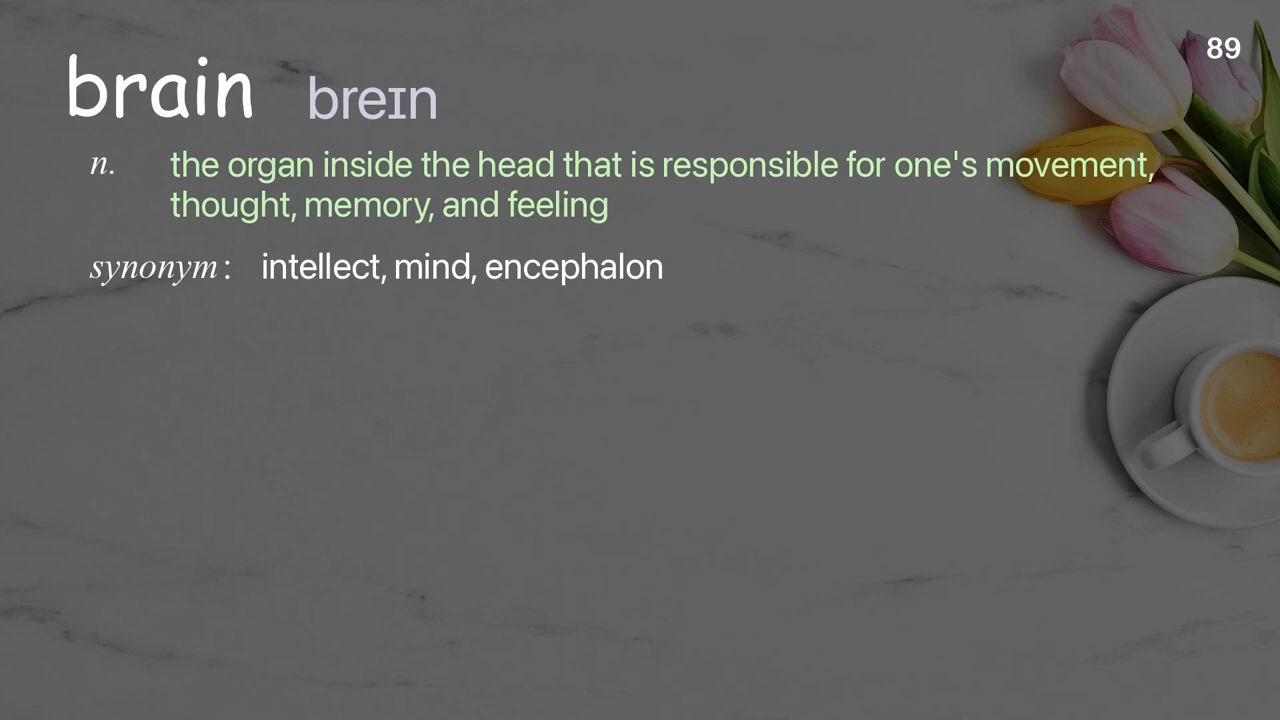 89
brain breɪn
n. the organ inside the head that is responsible for one's movement,
thought, memory, and feeling
synonym: intellect, mind, encephalon